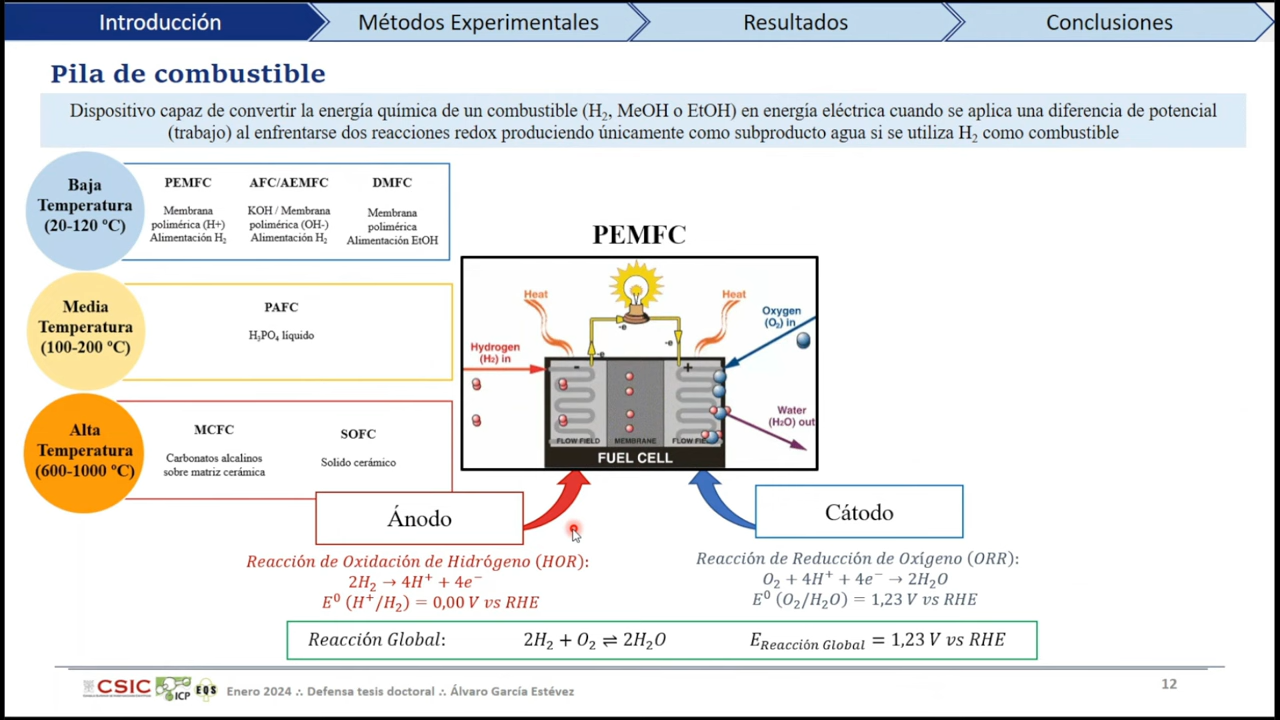 Introducción
Métodos Experimentales
Resultados
Conclusiones
Pila de combustible
Dispositivo capaz de convertir la energía química de un combustible (H₂, MeOH o EtOH) en energía eléctrica cuando se aplica una diferencia de potencial
(trabajo) al enfrentarse dos reacciones redox produciendo únicamente como subproducto agua si se utiliza H₂ como combustible
Baja
Temperatura
(20-120 ºC)
PEMFC
Membrana
polimérica (H+)
Alimentación H₂
AFC/AEMFC
KOH / Membrana
polimérica (OH-)
Alimentación H₂
DMFC
Membrana
polimérica
Alimentación EtOH
Media
Temperatura
(100-200 ºC)
PAFC
H₃PO₄ líquido
Alta
Temperatura
(600-1000 ºC)
MCFC
Carbonatos alcalinos
sobre matriz cerámica
SOFC
Solido cerámico
PEMFC
Heat
Heat
Oxygen
(O₂) in
Hydrogen
(H₂) in
-e
-e
-e
-
+
Water
(H₂O) out
FLOW FIELD
MEMBRANE
FLOW FIELD
FUEL CELL
Ánodo
Cátodo
Reacción de Oxidación de Hidrógeno (HOR):
2H₂ → 4H⁺ + 4e⁻
E⁰ (H⁺/H₂) = 0,00 V vs RHE
Reacción de Reducción de Oxígeno (ORR):
O₂ + 4H⁺ + 4e⁻ → 2H₂O
E⁰ (O₂/H₂O) = 1,23 V vs RHE
Reacción Global: 2H₂ + O₂ ⇌ 2H₂O E Reacción Global = 1,23 V vs RHE
CSIC
ICP
EQS
Enero 2024 ∴ Defensa tesis doctoral ∴ Álvaro García Estévez
12